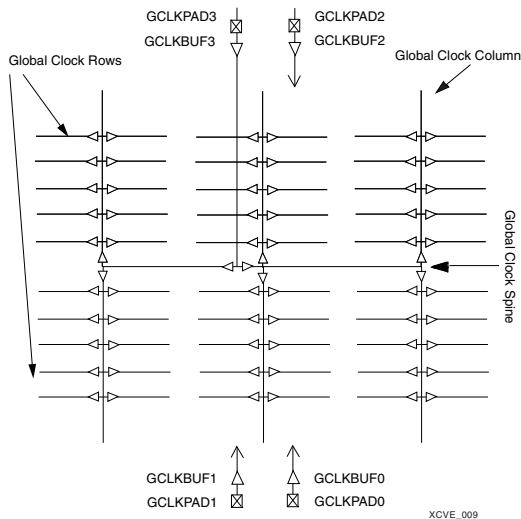 GCLKPAD3
GCLKPAD2
GCLKBUF3
GCLKBUF2
Global Clock Rows
Global Clock Column
Global Clock Spine
GCLKBUF1
GCLKBUF0
GCLKPAD1
GCLKPAD0
XCVE_009